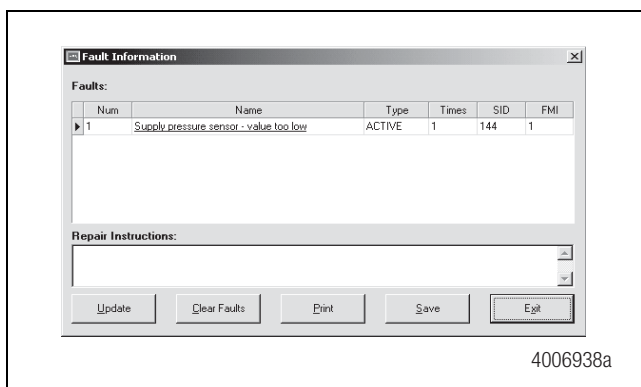 Fault Information
Faults:
Num Name Type Times SID FMI
1 Supply pressure sensor - value too low ACTIVE 1 144 1
Repair Instructions:
Update Clear Faults Print Save Exit
4006938a